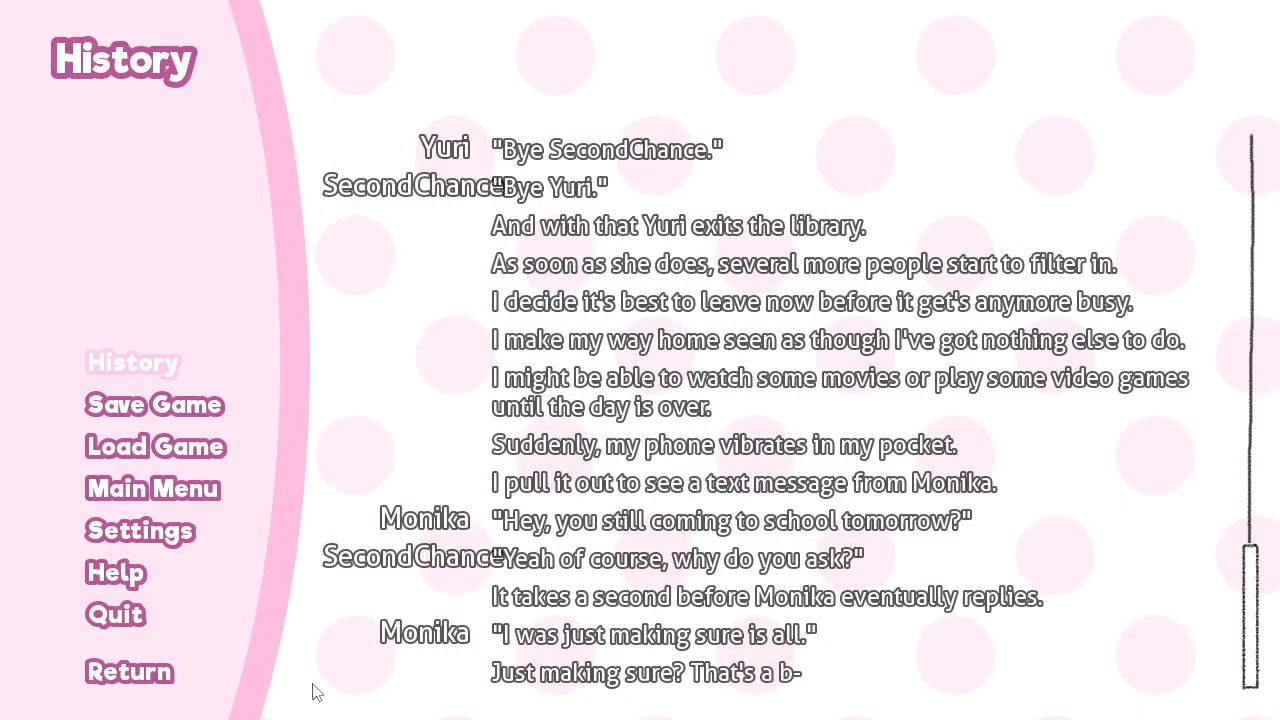 History
Yuri "Bye SecondChance."
SecondChance "Bye Yuri."
And with that Yuri exits the library.
As soon as she does, several more people start to filter in.
I decide it's best to leave now before it get's anymore busy.
I make my way home seen as though I've got nothing else to do.
I might be able to watch some movies or play some video games
until the day is over.
Suddenly, my phone vibrates in my pocket.
I pull it out to see a text message from Monika.
Monika "Hey, you still coming to school tomorrow?"
SecondChance "Yeah of course, why do you ask?"
It takes a second before Monika eventually replies.
Monika "I was just making sure is all."
Just making sure? That's a b-
History
Save Game
Load Game
Main Menu
Settings
Help
Quit
Return